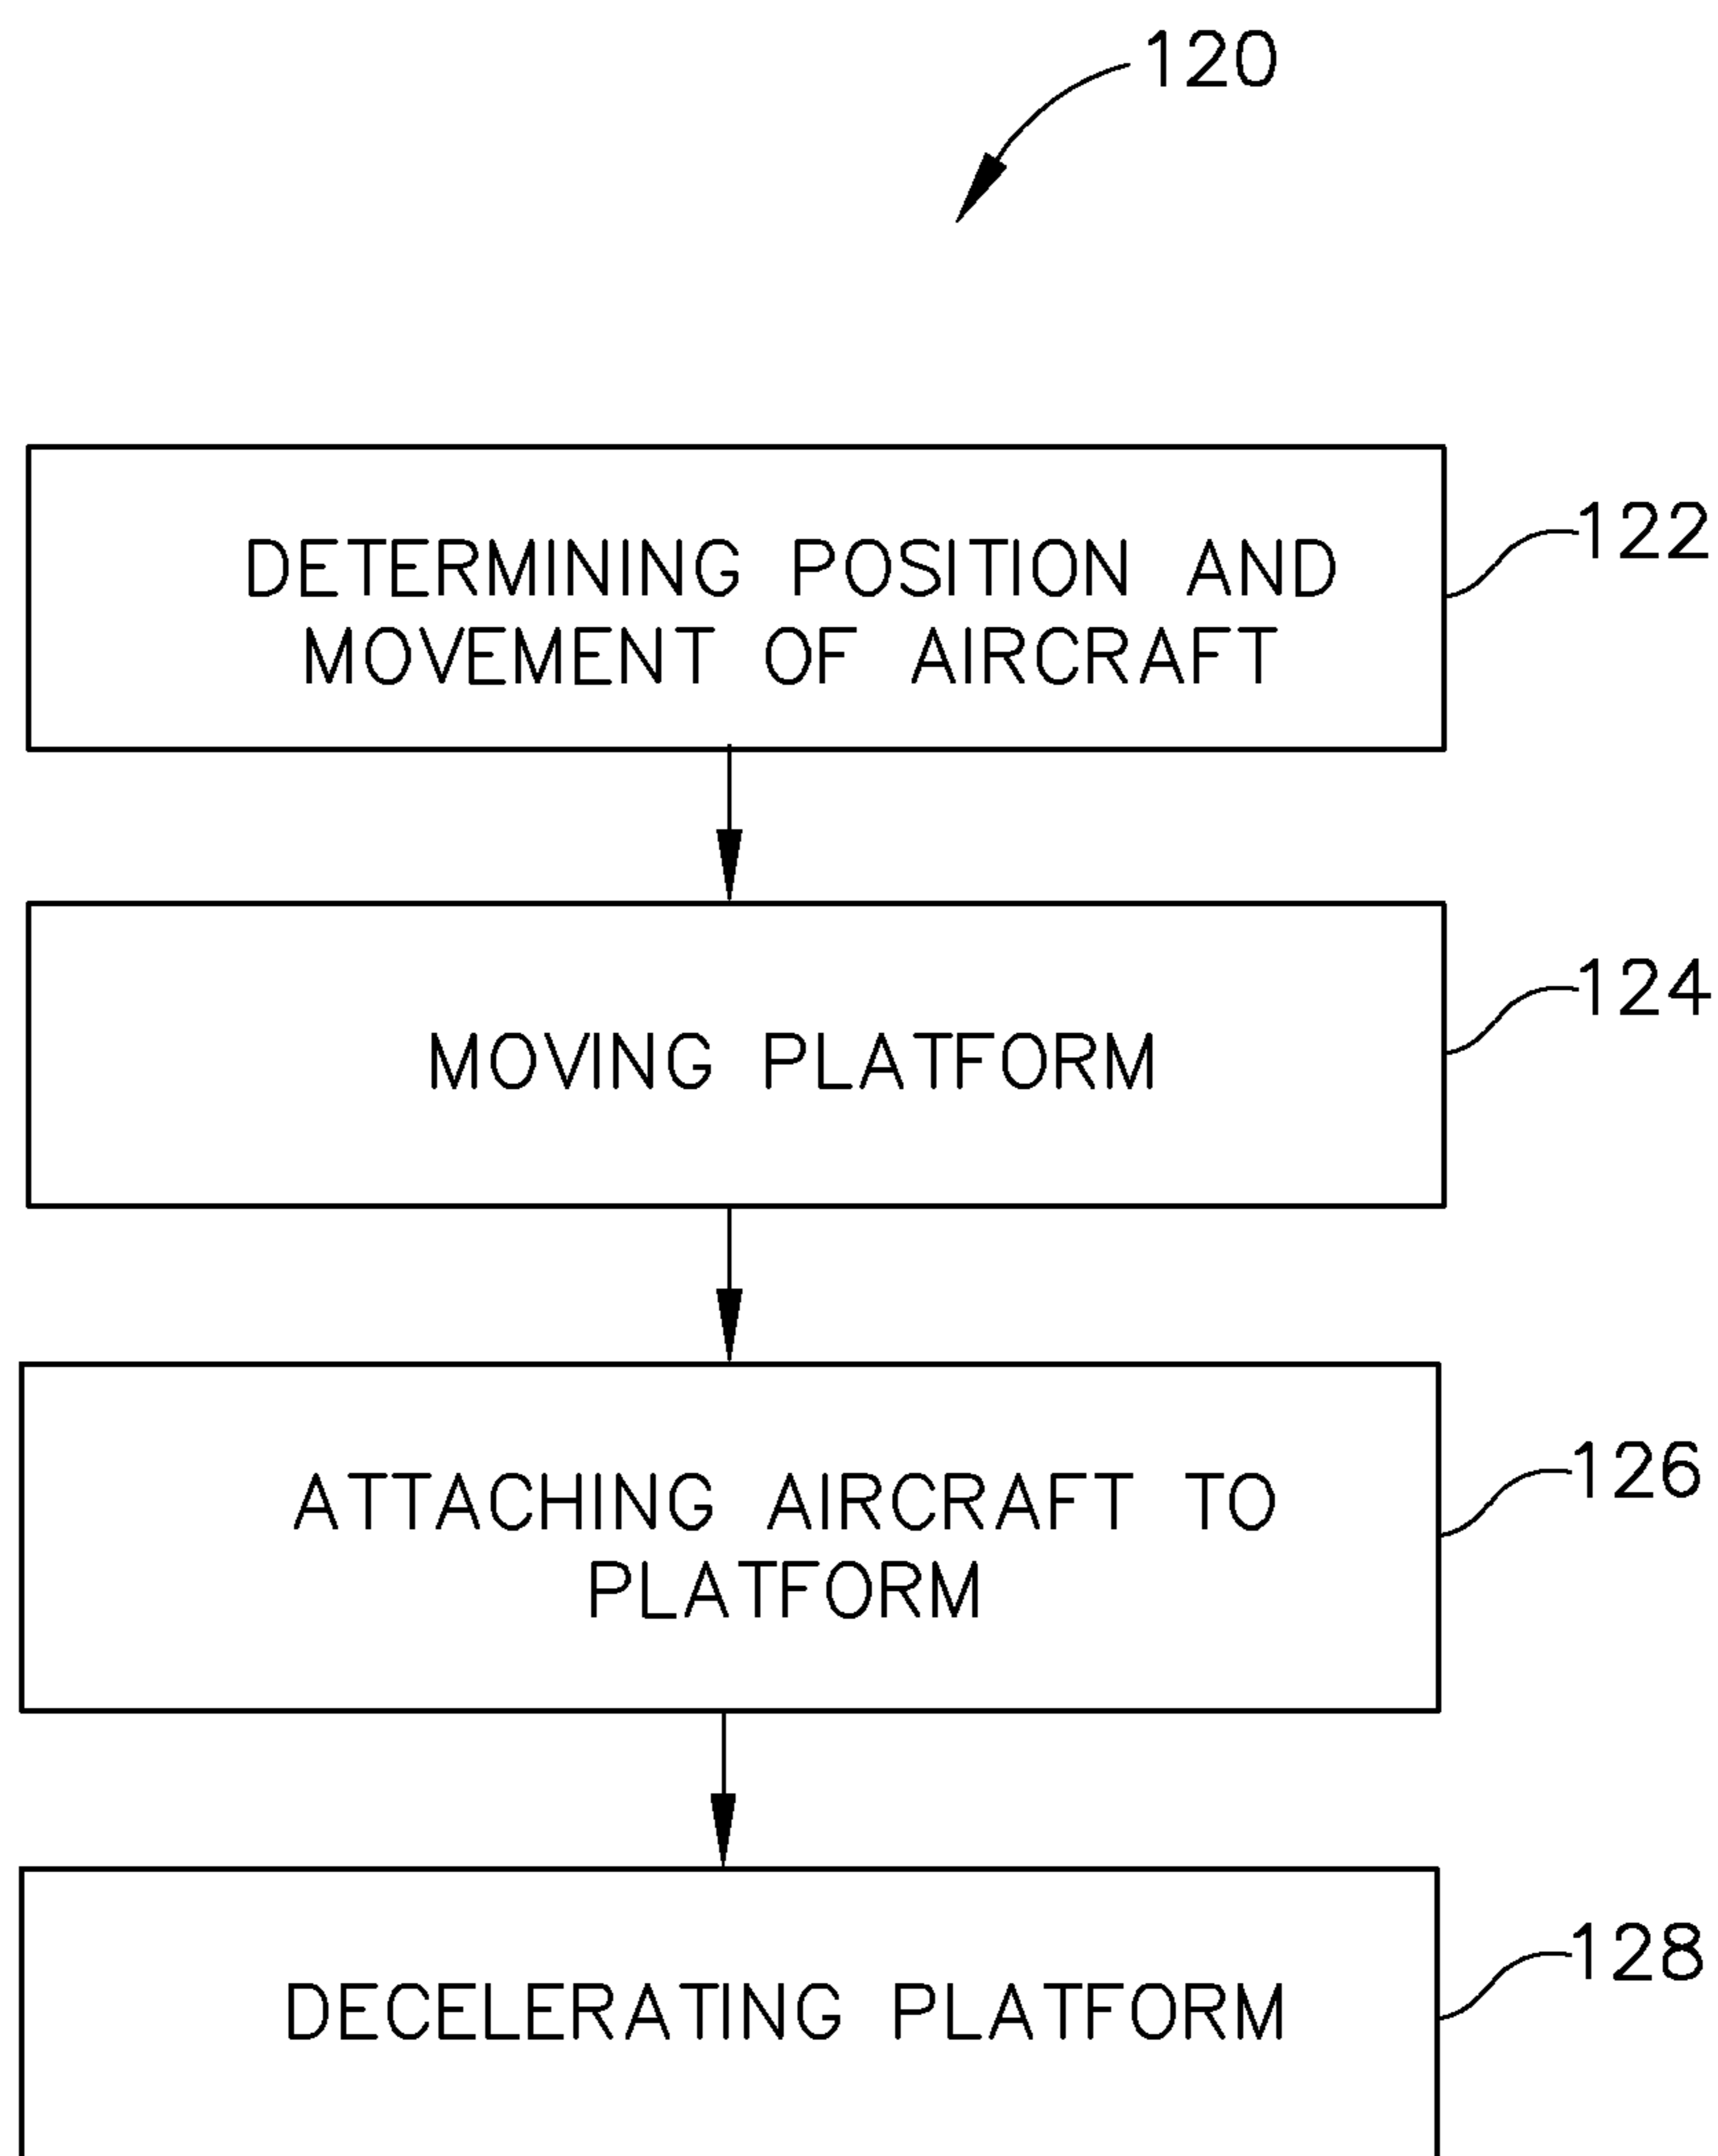 120
DETERMINING POSITION AND
MOVEMENT OF AIRCRAFT
122
MOVING PLATFORM
124
ATTACHING AIRCRAFT TO
PLATFORM
126
DECELERATING PLATFORM
128